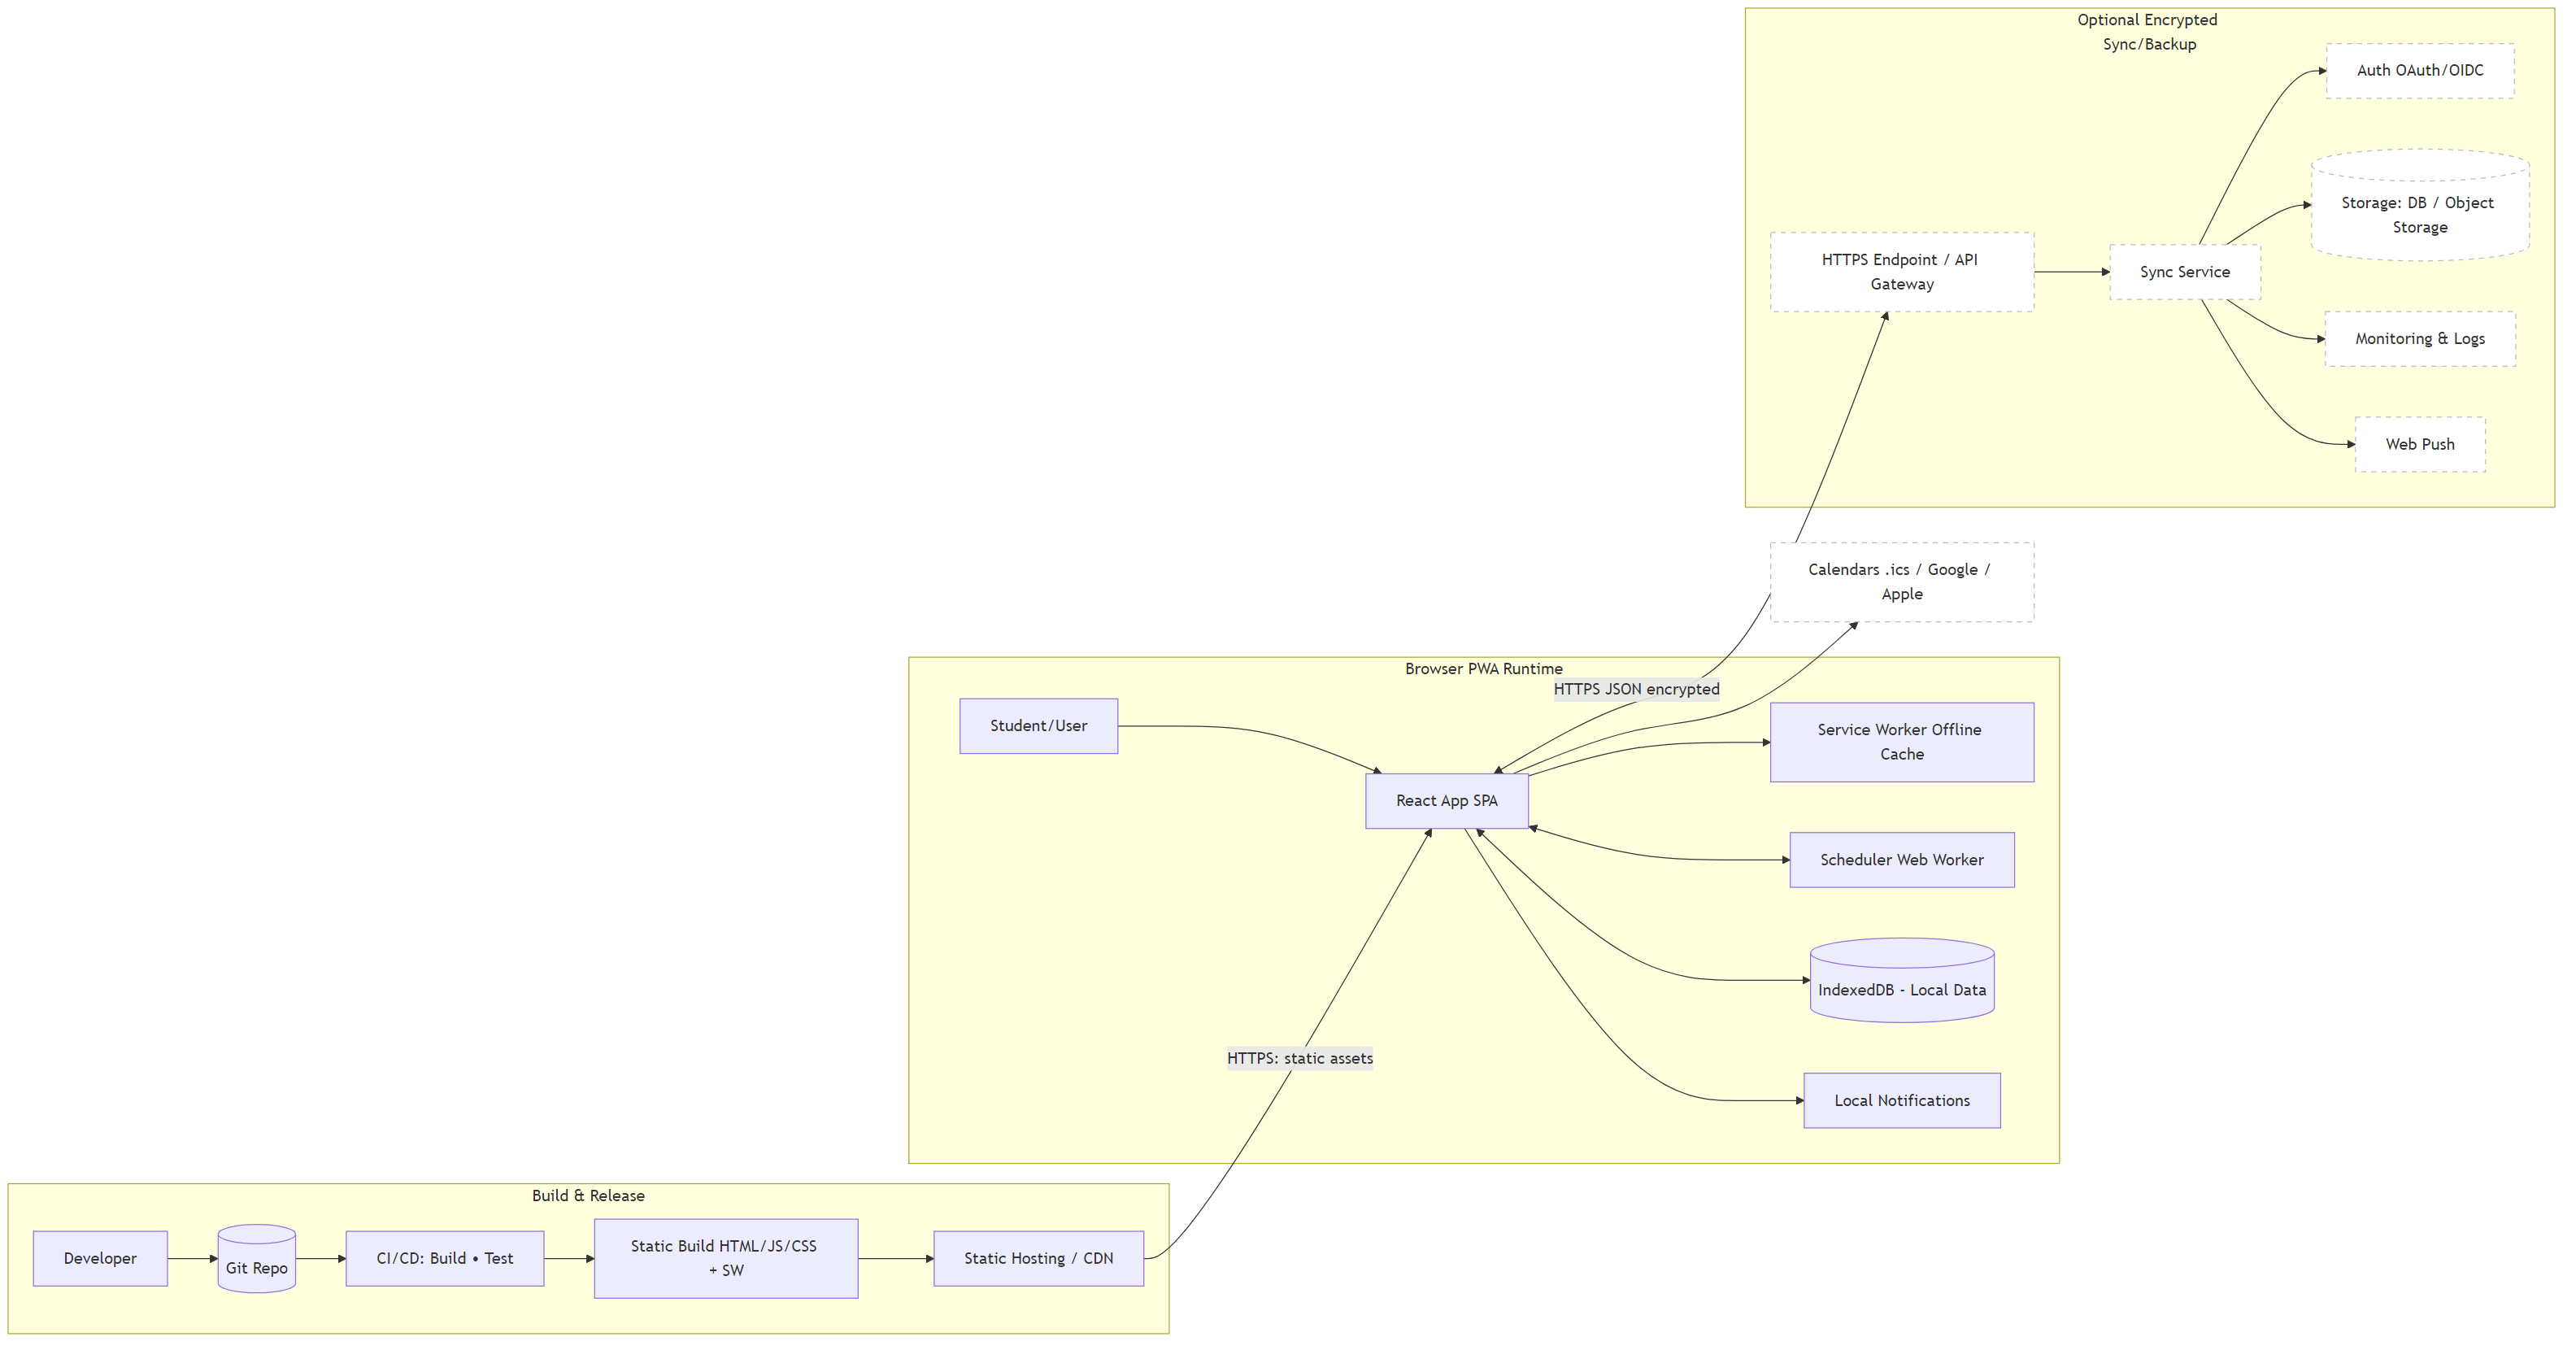 Optional Encrypted
Sync/Backup
Auth OAuth/OIDC
Storage: DB / Object
Storage
HTTPS Endpoint / API
Gateway
Sync Service
Monitoring & Logs
Web Push
Calendars .ics / Google /
Apple
Browser PWA Runtime
HTTPS JSON encrypted
Student/User
Service Worker Offline
Cache
React App SPA
Scheduler Web Worker
IndexedDB - Local Data
HTTPS: static assets
Local Notifications
Build & Release
Developer
Git Repo
CI/CD: Build • Test
Static Build HTML/JS/CSS
+ SW
Static Hosting / CDN